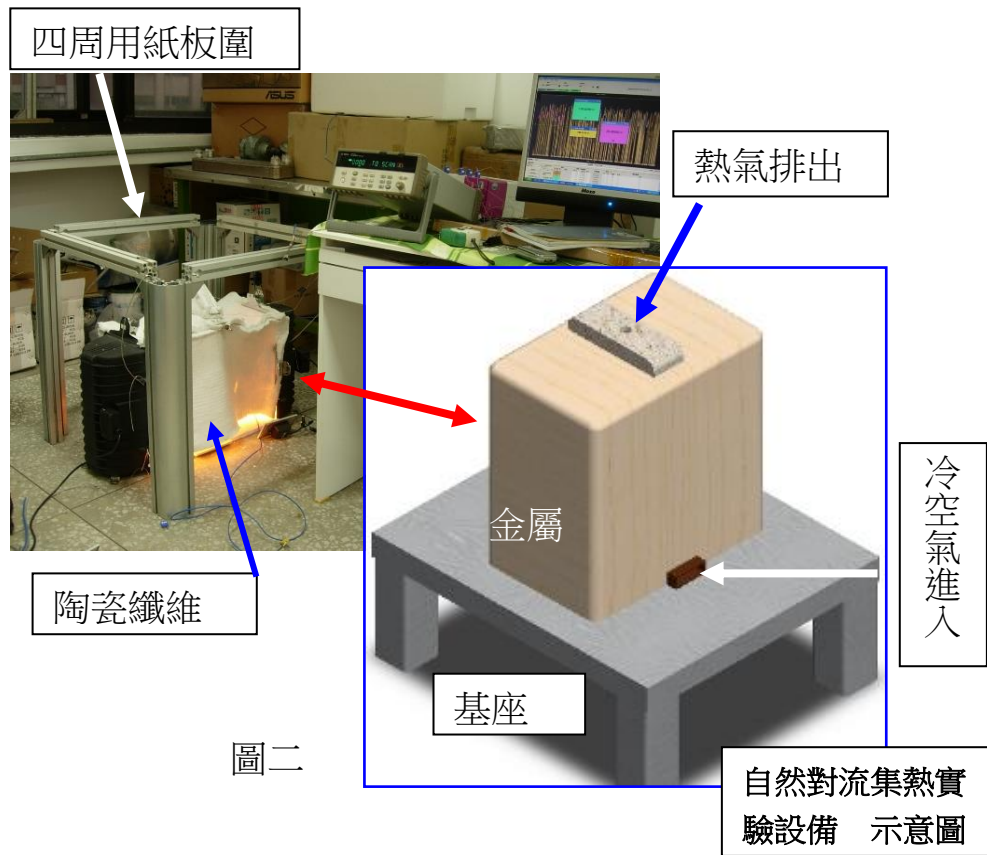 四周用紙板圍
ASUS
熱氣排出
金屬
冷空氣進入
陶瓷纖維
基座
圖二
自然對流集熱實
驗設備 示意圖